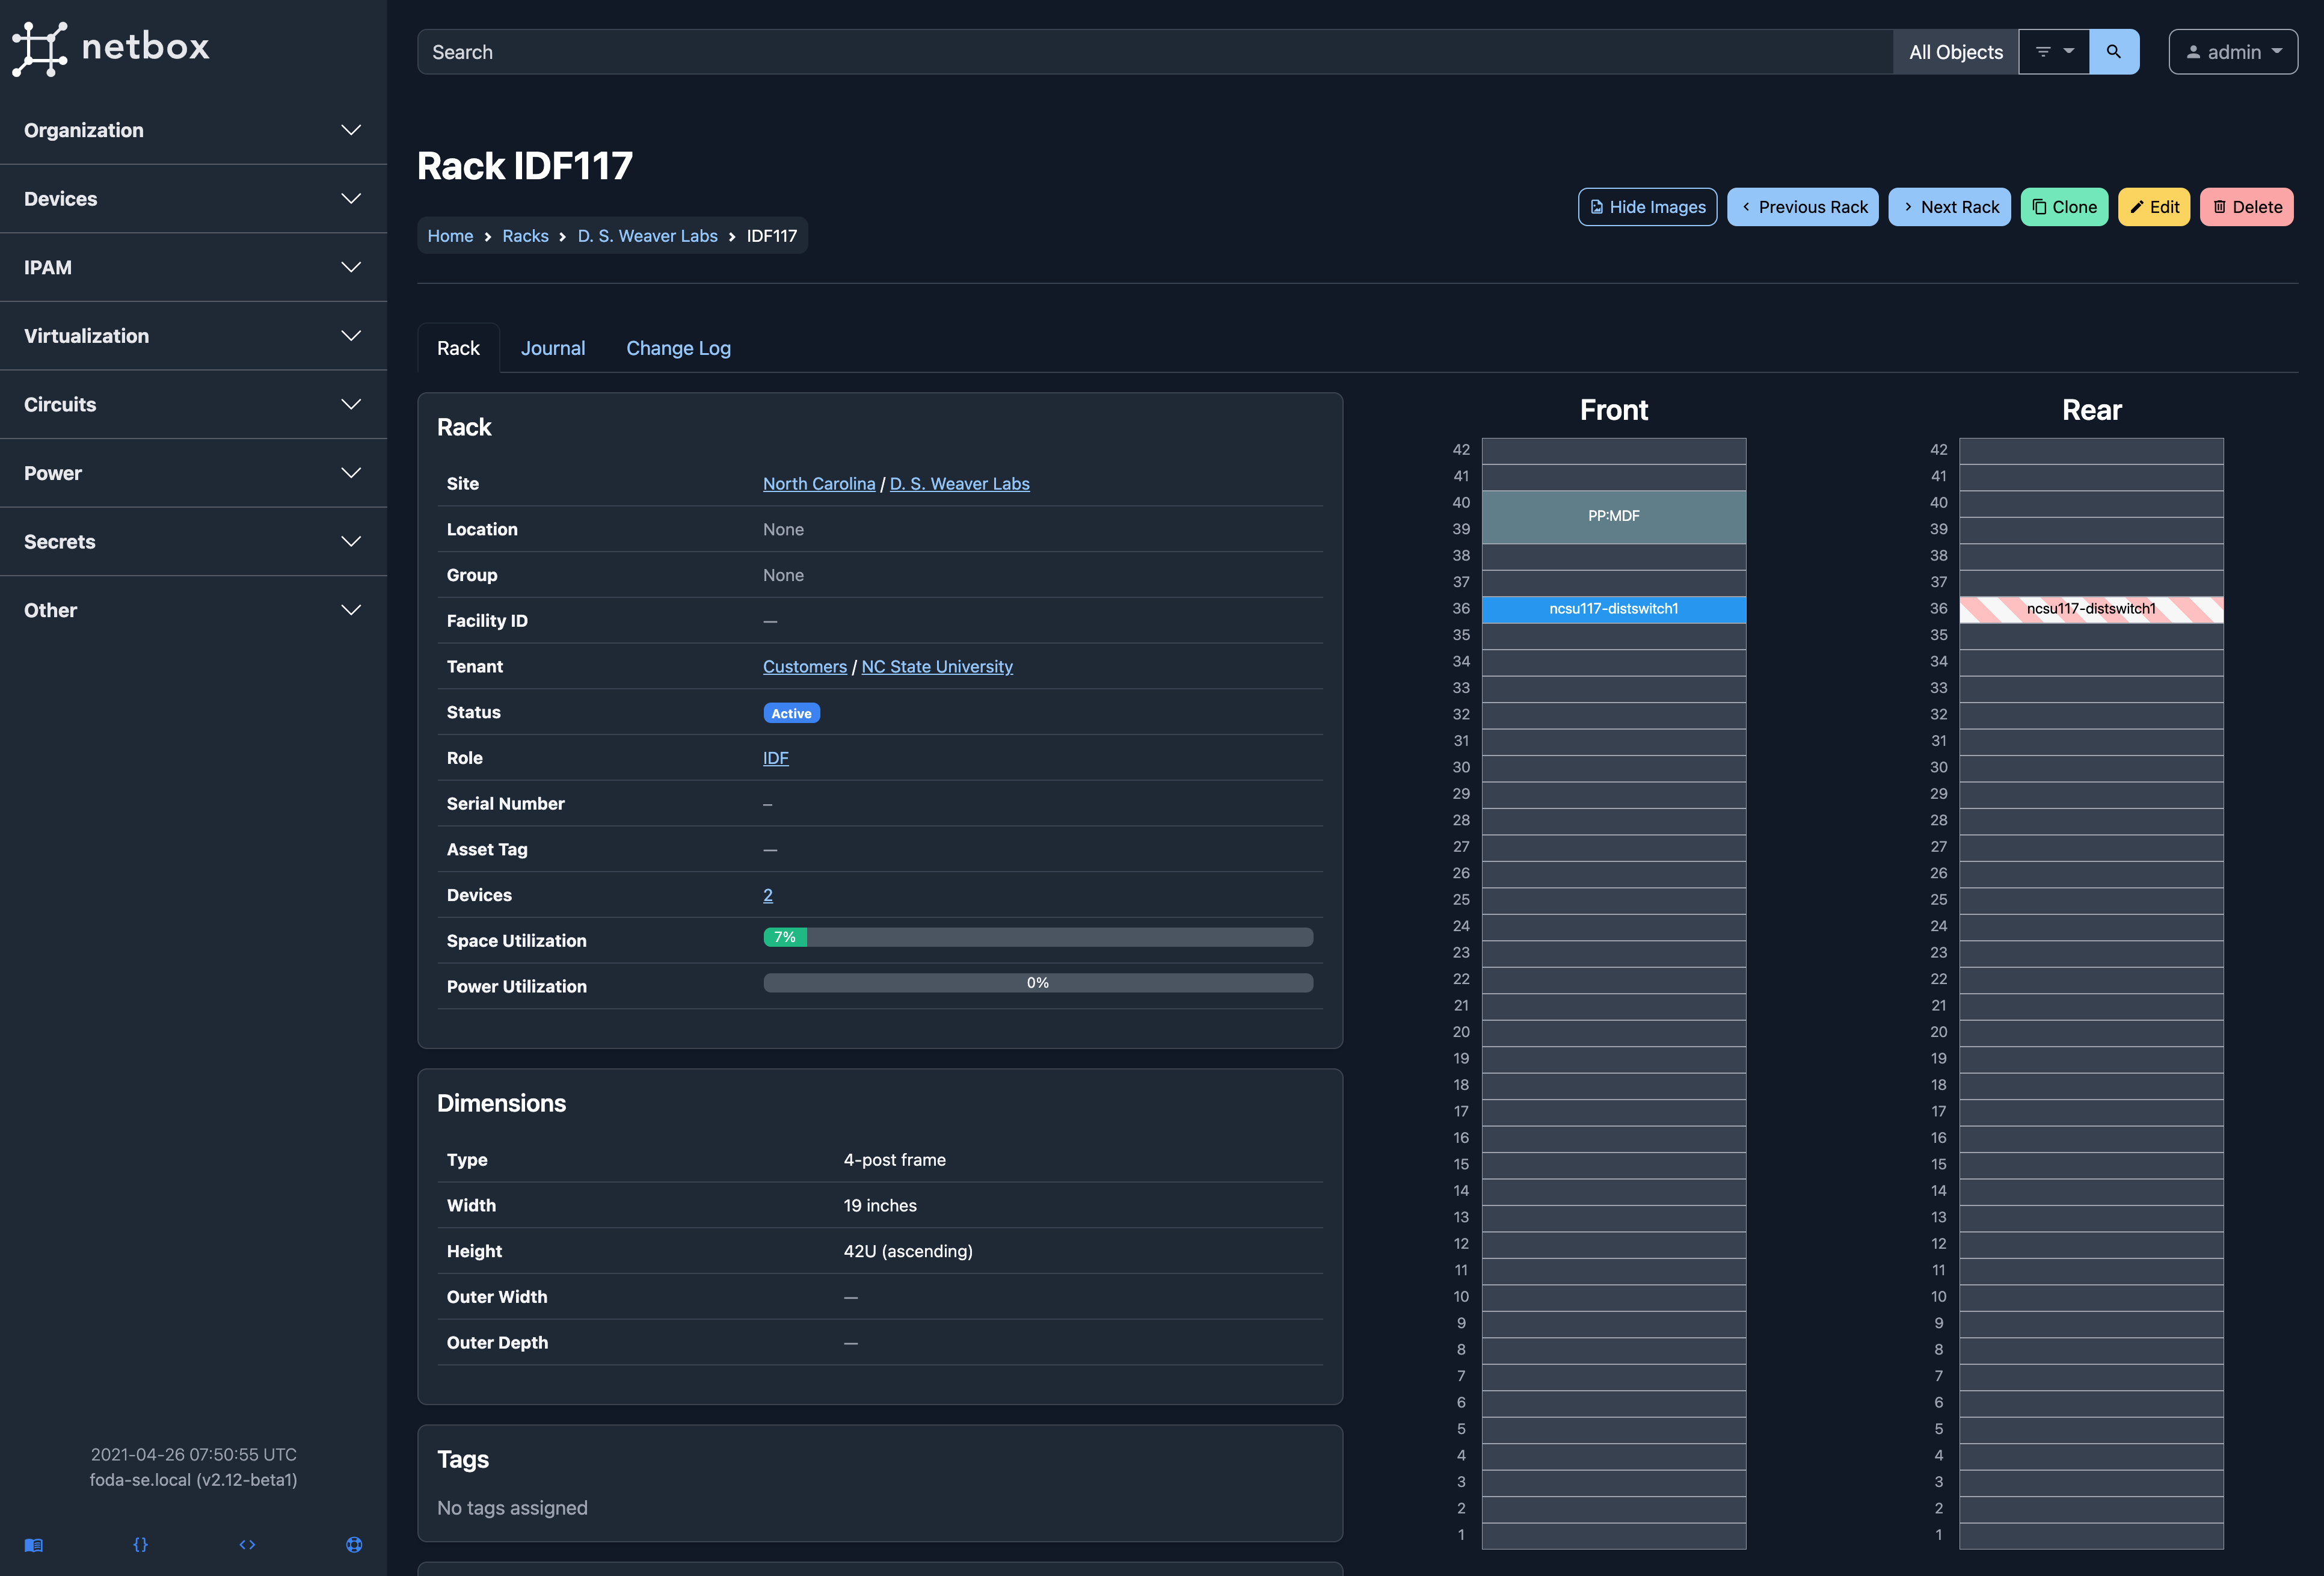 netbox
Search
All Objects
admin
Organization
Devices
IPAM
Virtualization
Circuits
Power
Secrets
Other
2021-04-26 07:50:55 UTC
foda-se.local (v2.12-beta1)
{}
<>
Rack IDF117
Home > Racks > D. S. Weaver Labs > IDF117
Hide Images
< Previous Rack
> Next Rack
Clone
Edit
Delete
Rack Journal Change Log
Rack
Site North Carolina / D. S. Weaver Labs
Location None
Group None
Facility ID —
Tenant Customers / NC State University
Status Active
Role IDF
Serial Number –
Asset Tag —
Devices 2
Space Utilization 7%
Power Utilization 0%
Dimensions
Type 4-post frame
Width 19 inches
Height 42U (ascending)
Outer Width —
Outer Depth —
Tags
No tags assigned
Front
42
41
40
PP:MDF
39
38
37
36 ncsu117-distswitch1
35
34
33
32
31
30
29
28
27
26
25
24
23
22
21
20
19
18
17
16
15
14
13
12
11
10
9
8
7
6
5
4
3
2
1
Rear
42
41
40
39
38
37
36 ncsu117-distswitch1
35
34
33
32
31
30
29
28
27
26
25
24
23
22
21
20
19
18
17
16
15
14
13
12
11
10
9
8
7
6
5
4
3
2
1